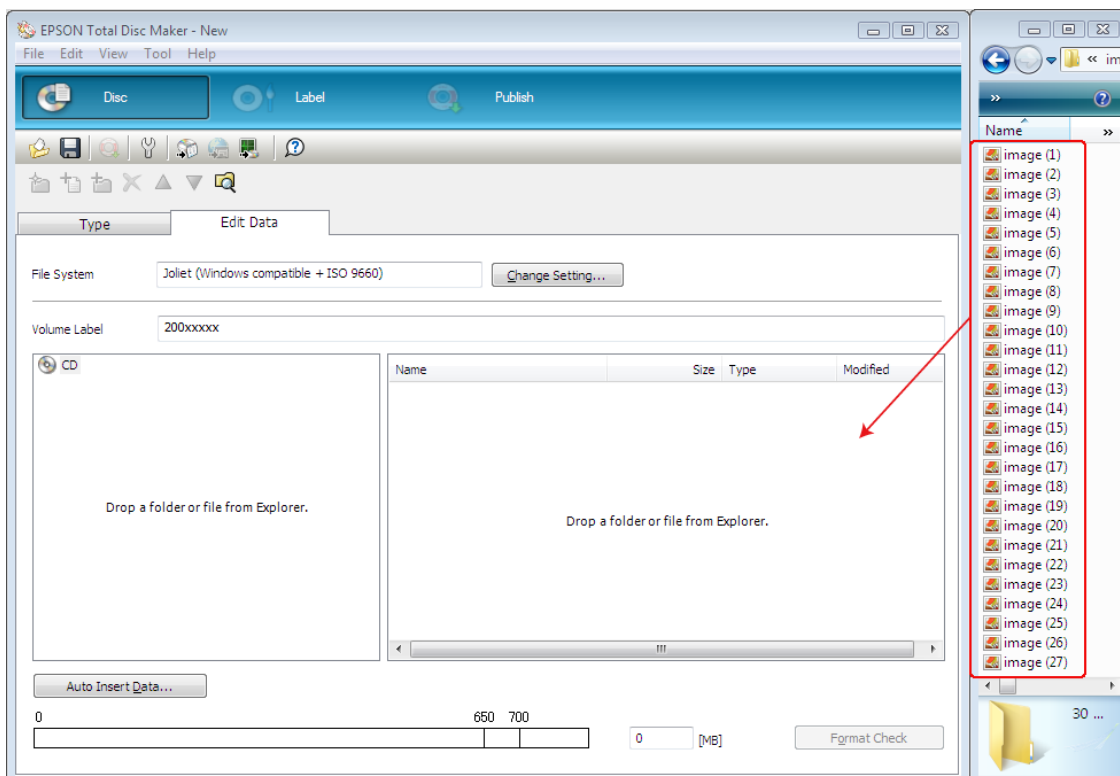 EPSON Total Disc Maker - New
File Edit View Tool Help
Disc Label Publish
Type Edit Data
File System Joliet (Windows compatible + ISO 9660) Change Setting...
Volume Label 200xxxxx
CD
Name Size Type Modified
Drop a folder or file from Explorer.
Drop a folder or file from Explorer.
Auto Insert Data...
0 650 700
0 [MB] Format Check
« im
»
Name »
image (1)
image (2)
image (3)
image (4)
image (5)
image (6)
image (7)
image (8)
image (9)
image (10)
image (11)
image (12)
image (13)
image (14)
image (15)
image (16)
image (17)
image (18)
image (19)
image (20)
image (21)
image (22)
image (23)
image (24)
image (25)
image (26)
image (27)
30 ...